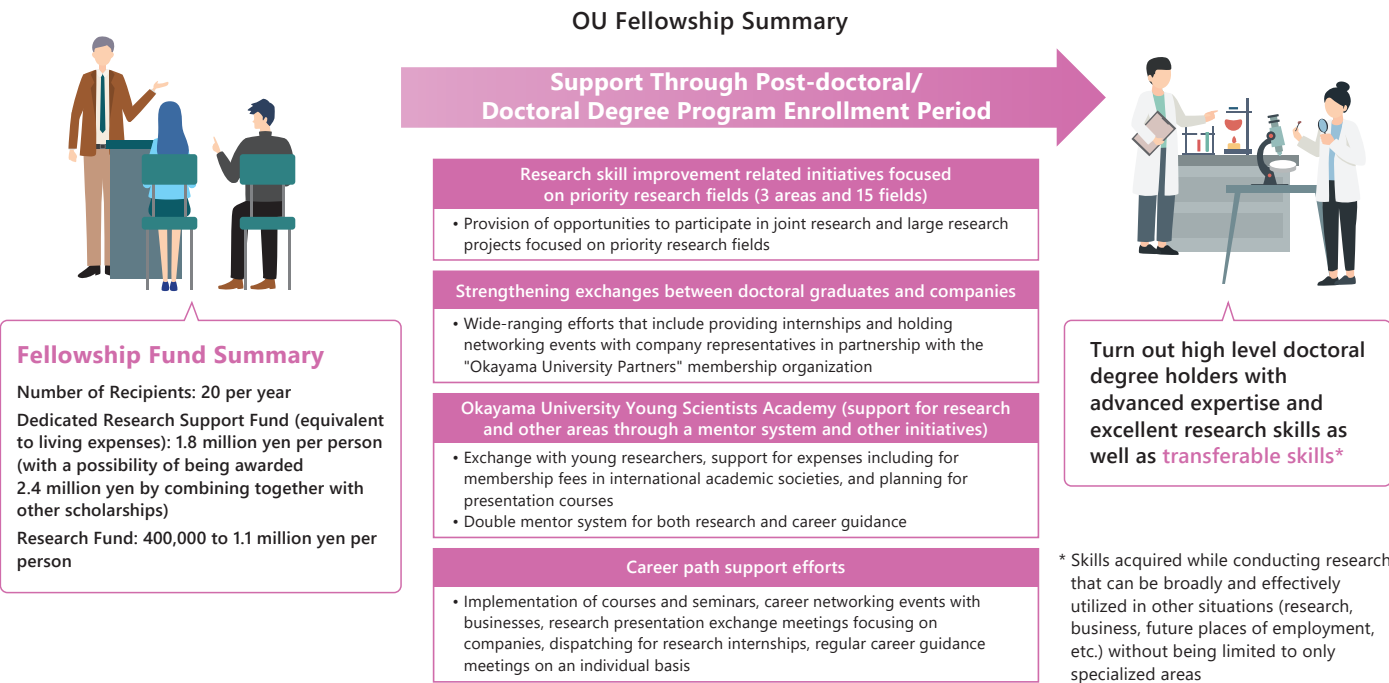 OU Fellowship Summary
Support Through Post-doctoral/
Doctoral Degree Program Enrollment Period
Fellowship Fund Summary
Number of Recipients: 20 per year
Dedicated Research Support Fund (equivalent
to living expenses): 1.8 million yen per person
(with a possibility of being awarded
2.4 million yen by combining together with
other scholarships)
Research Fund: 400,000 to 1.1 million yen per
person
Research skill improvement related initiatives focused
on priority research fields (3 areas and 15 fields)
• Provision of opportunities to participate in joint research and large research
projects focused on priority research fields
Strengthening exchanges between doctoral graduates and companies
• Wide-ranging efforts that include providing internships and holding
networking events with company representatives in partnership with the
"Okayama University Partners" membership organization
Okayama University Young Scientists Academy (support for research
and other areas through a mentor system and other initiatives)
• Exchange with young researchers, support for expenses including for
membership fees in international academic societies, and planning for
presentation courses
• Double mentor system for both research and career guidance
Career path support efforts
• Implementation of courses and seminars, career networking events with
businesses, research presentation exchange meetings focusing on
companies, dispatching for research internships, regular career guidance
meetings on an individual basis
Turn out high level doctoral
degree holders with
advanced expertise and
excellent research skills as
well as transferable skills*
* Skills acquired while conducting research
that can be broadly and effectively
utilized in other situations (research,
business, future places of employment,
etc.) without being limited to only
specialized areas